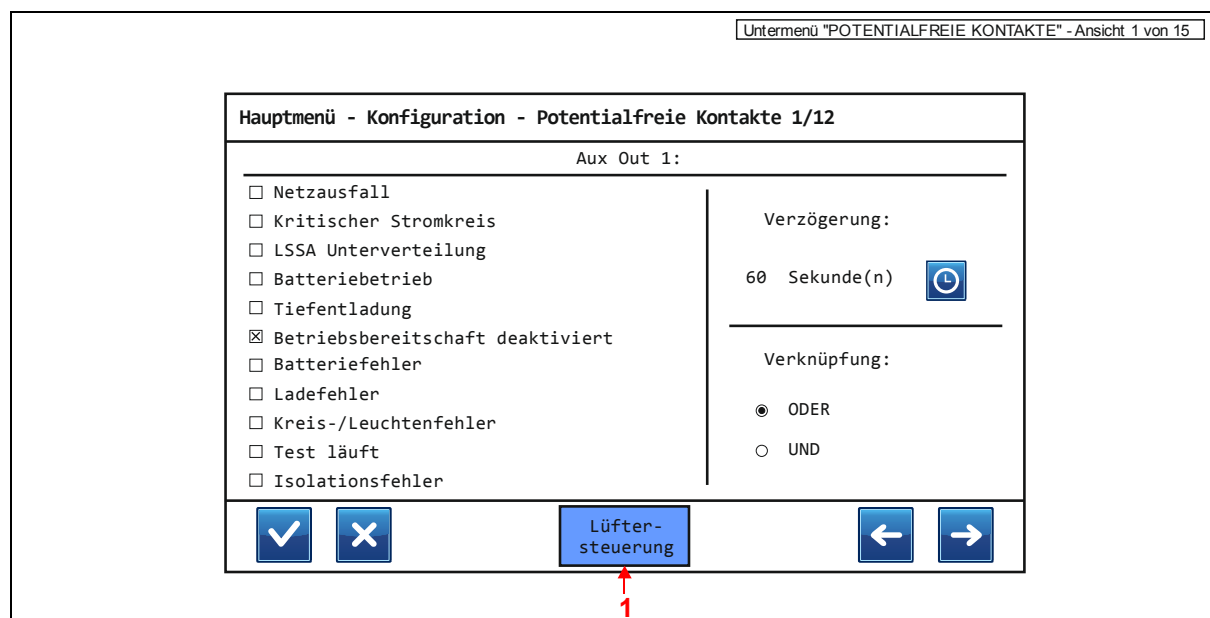 Untermenü "POTENTIALFREIE KONTAKTE" - Ansicht 1 von 15
Hauptmenü - Konfiguration - Potentialfreie Kontakte 1/12
Aux Out 1:
☐ Netzausfall
☐ Kritischer Stromkreis
☐ LSSA Unterverteilung
☐ Batteriebetrieb
☐ Tiefentladung
☒ Betriebsbereitschaft deaktiviert
☐ Batteriefehler
☐ Ladefehler
☐ Kreis-/Leuchtenfehler
☐ Test läuft
☐ Isolationsfehler
Verzögerung:
60 Sekunde(n)
Verknüpfung:
ODER
UND
Lüfter-
steuerung
1